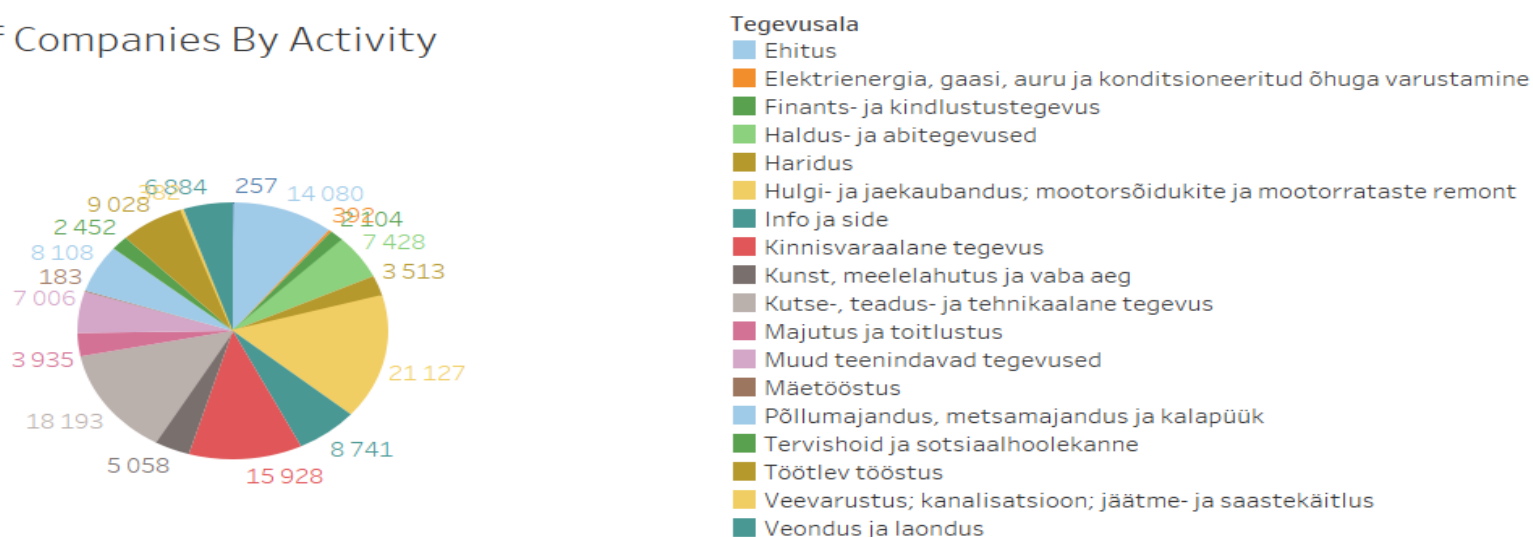 f Companies By Activity
Tegevusala
Ehitus
Elektrienergia, gaasi, auru ja konditsioneeritud õhuga varustamine
Finants- ja kindlustustegevus
Haldus- ja abitegevused
Haridus
Hulgi- ja jaekaubandus; mootorsõidukite ja mootorrataste remont
Info ja side
Kinnisvaraalane tegevus
Kunst, meelelahutus ja vaba aeg
Kutse-, teadus- ja tehnikaalane tegevus
Majutus ja toitlustus
Muud teenindavad tegevused
Mäetööstus
Põllumajandus, metsamajandus ja kalapüük
Tervishoid ja sotsiaalhoolekanne
Töötlev tööstus
Veevarustus; kanalisatsioon; jäätme- ja saastekäitlus
Veondus ja laondus
257
14 080
392
2 104
7 428
3 513
21 127
8 741
15 928
5 058
18 193
3 935
7 006
183
8 108
2 452
9 028
382
6 884